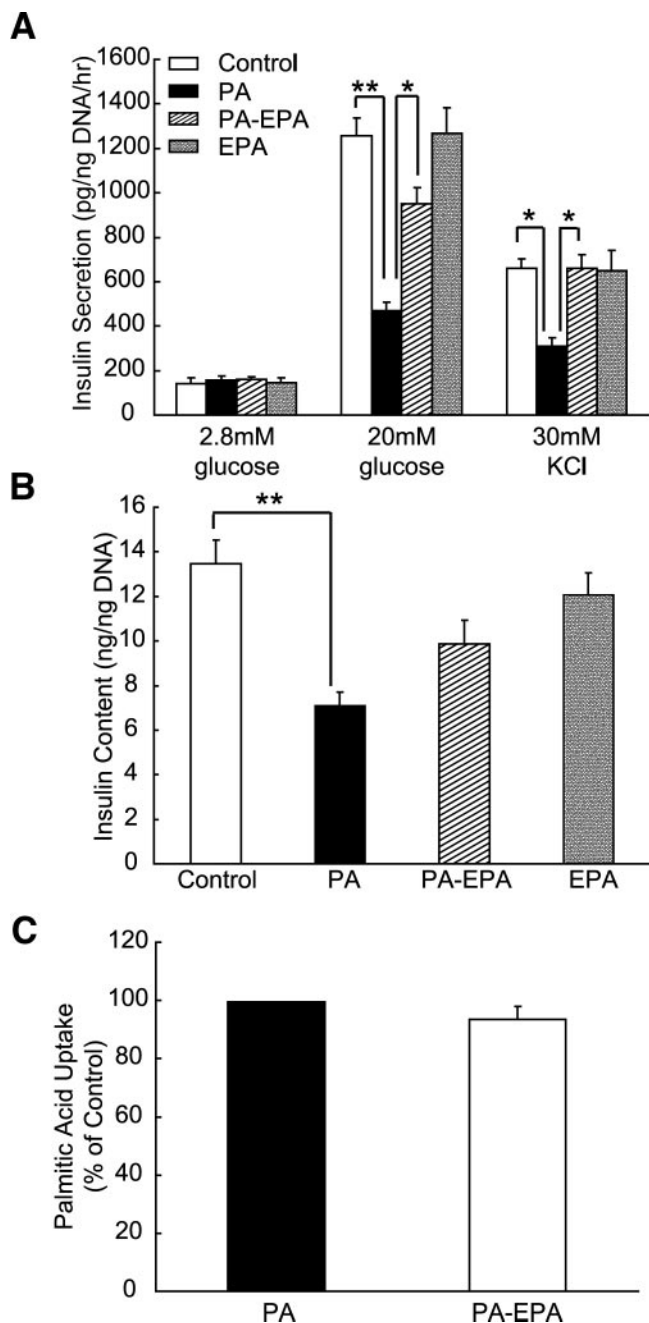 A
Insulin Secretion (pg/ng DNA/hr)
1600
1400
1200
1000
800
600
400
200
0
Control
PA
PA-EPA
EPA
** *
* *
2.8mM glucose
20mM glucose
30mM KCl
B
Insulin Content (ng/ng DNA)
16
14
12
10
8
6
4
2
0
**
Control PA PA-EPA EPA
C
Palmitic Acid Uptake
(% of Control)
120
100
80
60
40
20
0
PA PA-EPA